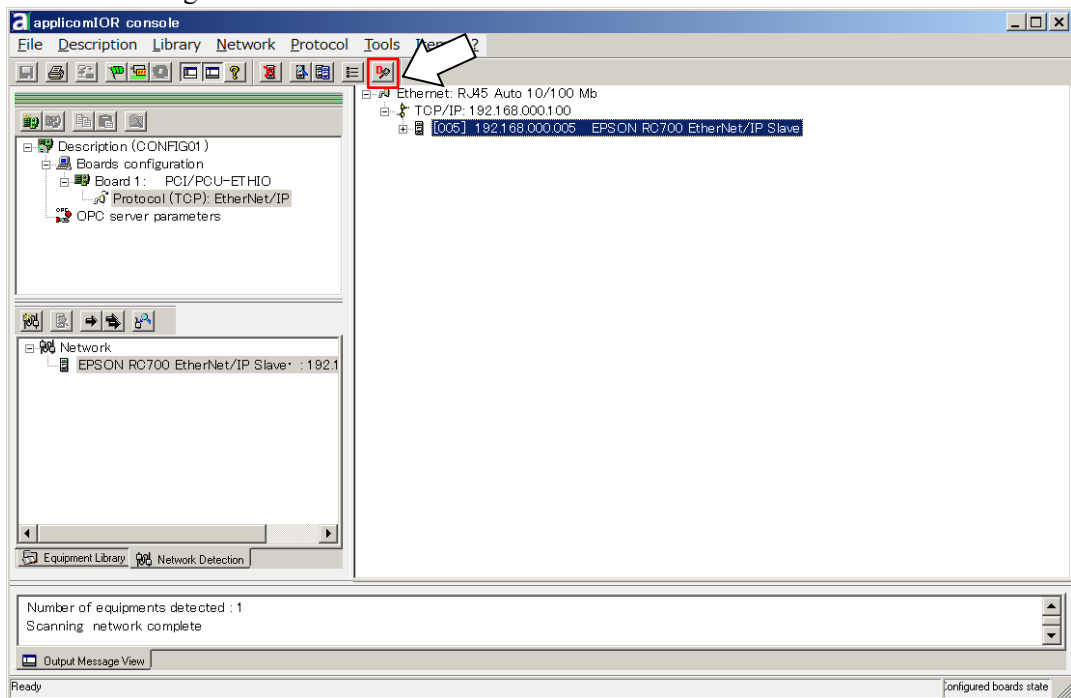 applicomIOR console
File Description Library Network Protocol Tools ?
Ethernet: RJ45 Auto 10/100 Mb
TCP/IP: 192.168.000.100
[005] 192.168.000.005 EPSON RC700 EtherNet/IP Slave
Description (CONFIG01)
Boards configuration
Board 1: PCI/PCU-ETHIO
Protocol (TCP): EtherNet/IP
OPC server parameters
Network
EPSON RC700 EtherNet/IP Slave· : 192.1
Equipment Library Network Detection
Number of equipments detected : 1
Scanning network complete
Output Message View
Ready
onfigured boards state